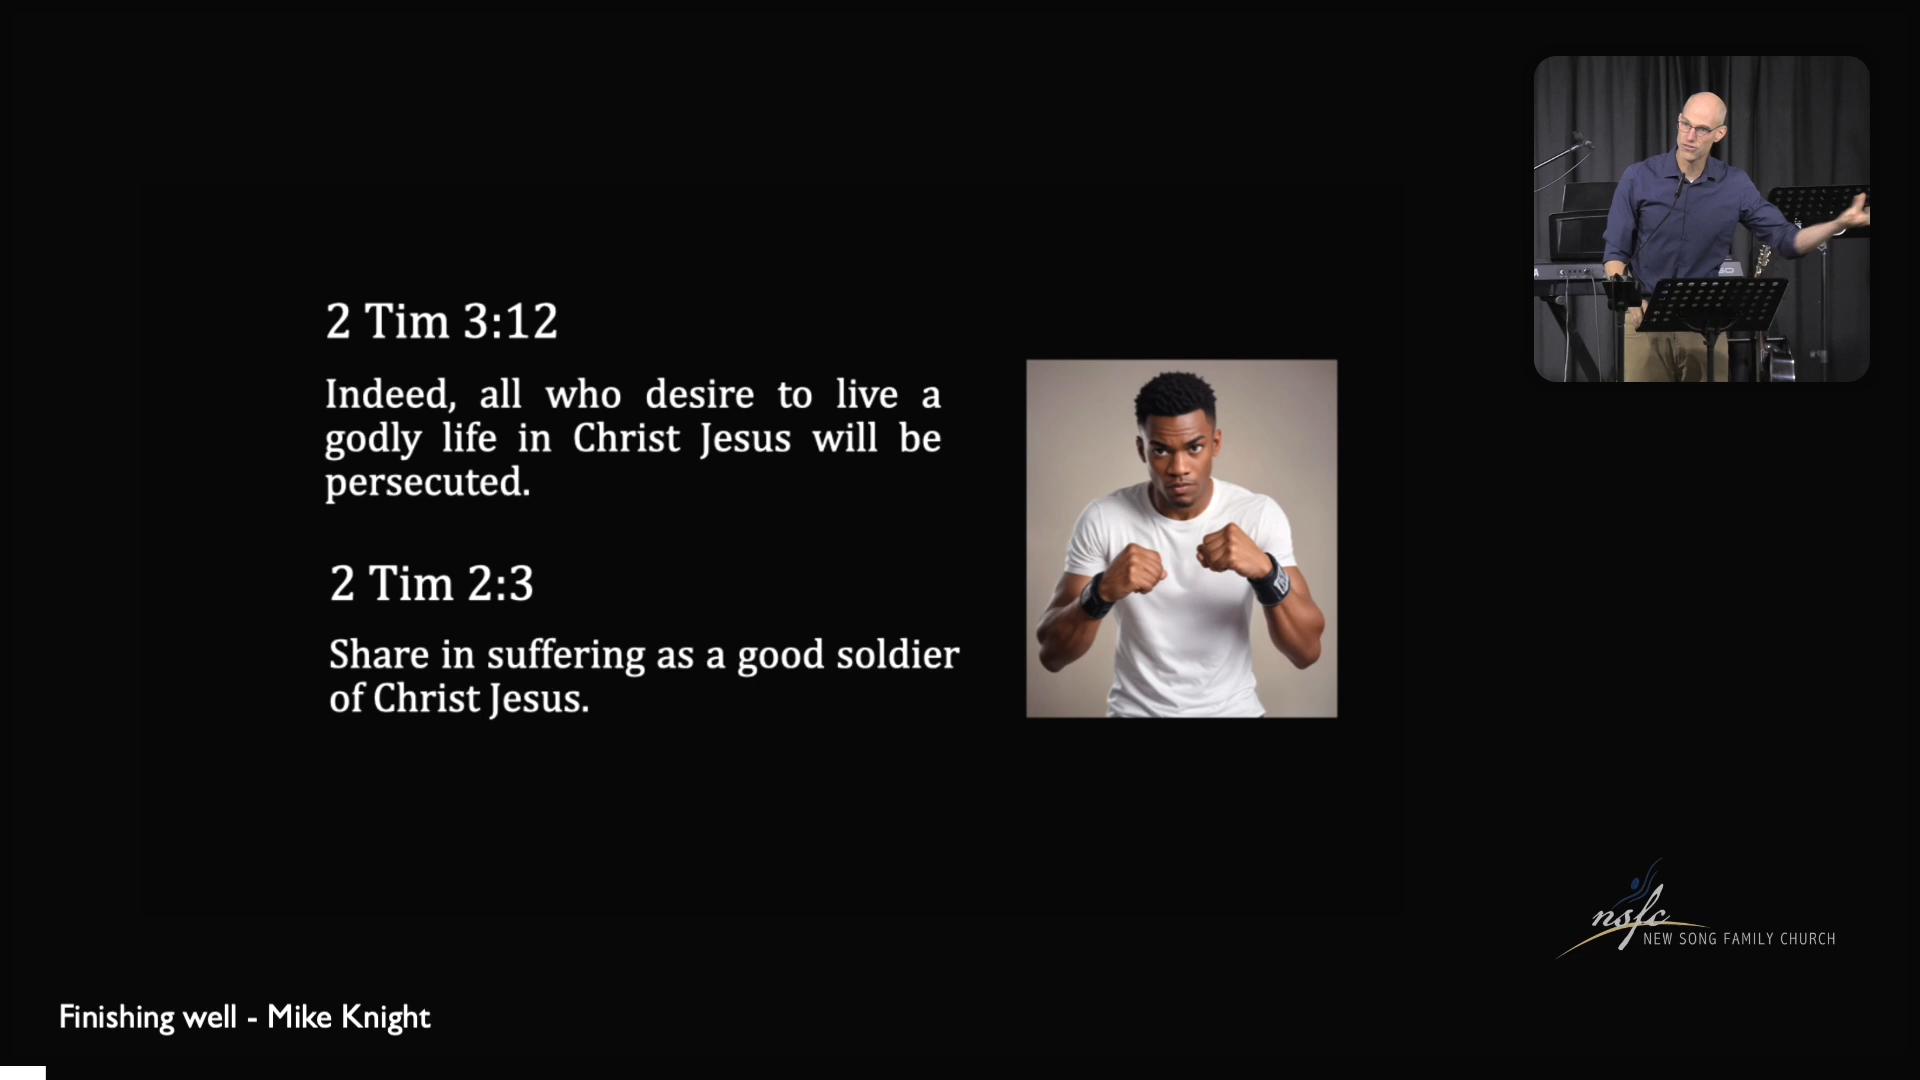 2 Tim 3:12
Indeed, all who desire to live a
godly life in Christ Jesus will be
persecuted.
2 Tim 2:3
Share in suffering as a good soldier
of Christ Jesus.
nsfc
NEW SONG FAMILY CHURCH
Finishing well - Mike Knight